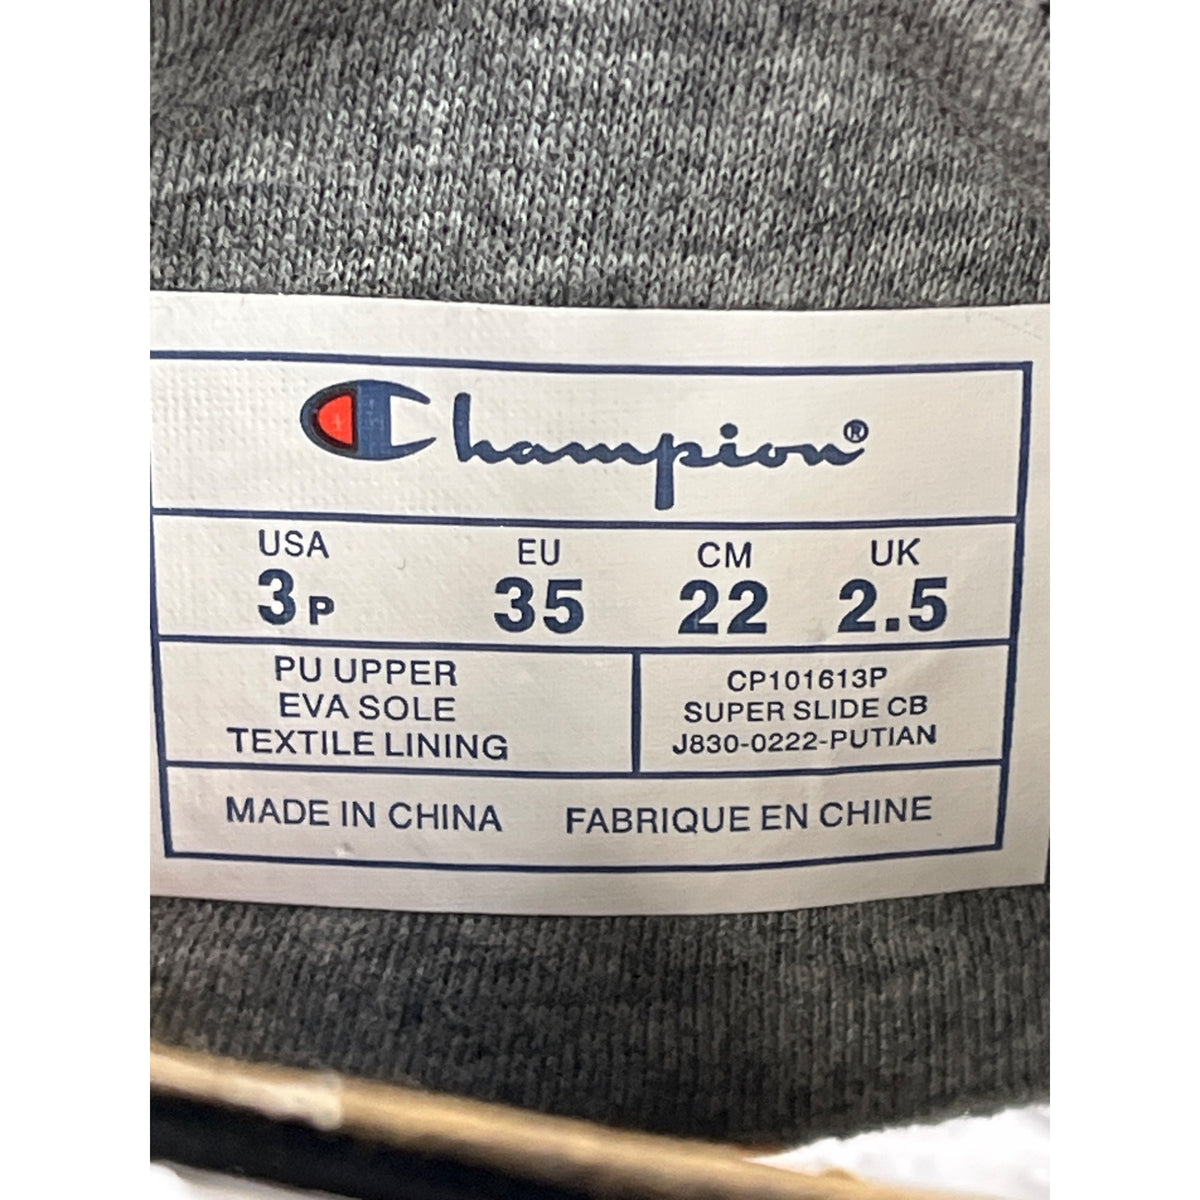 Champion®
USA EU CM UK
3P 35 22 2.5
PU UPPER
EVA SOLE
TEXTILE LINING
CP101613P
SUPER SLIDE CB
J830-0222-PUTIAN
MADE IN CHINA FABRIQUE EN CHINE